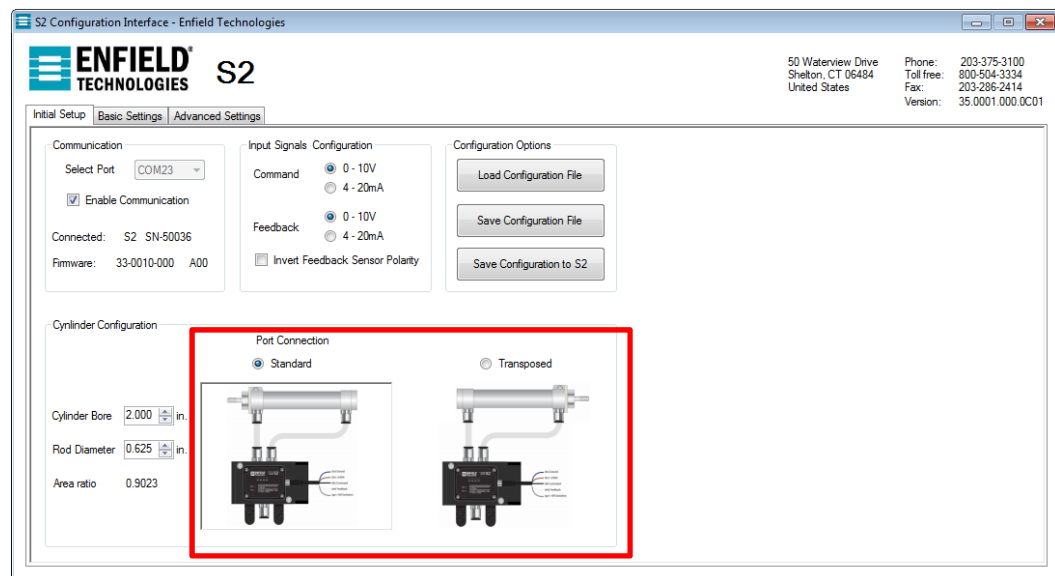 S2 Configuration Interface - Enfield Technologies
ENFIELD
TECHNOLOGIES
S2
50 Waterview Drive
Shelton, CT 06484
United States
Phone: 203-375-3100
Toll free: 800-504-3334
Fax: 203-286-2414
Version: 35.0001.000.0C01
Initial Setup Basic Settings Advanced Settings
Communication
Select Port COM23
Enable Communication
Connected: S2 SN-50036
Firmware: 33-0010-000 A00
Input Signals Configuration
Command 0 - 10V
4 - 20mA
Feedback 0 - 10V
4 - 20mA
Invert Feedback Sensor Polarity
Configuration Options
Load Configuration File
Save Configuration File
Save Configuration to S2
Cynlinder Configuration
Port Connection
Standard Transposed
Cylinder Bore 2.000 in.
Rod Diameter 0.625 in.
Area ratio 0.9023